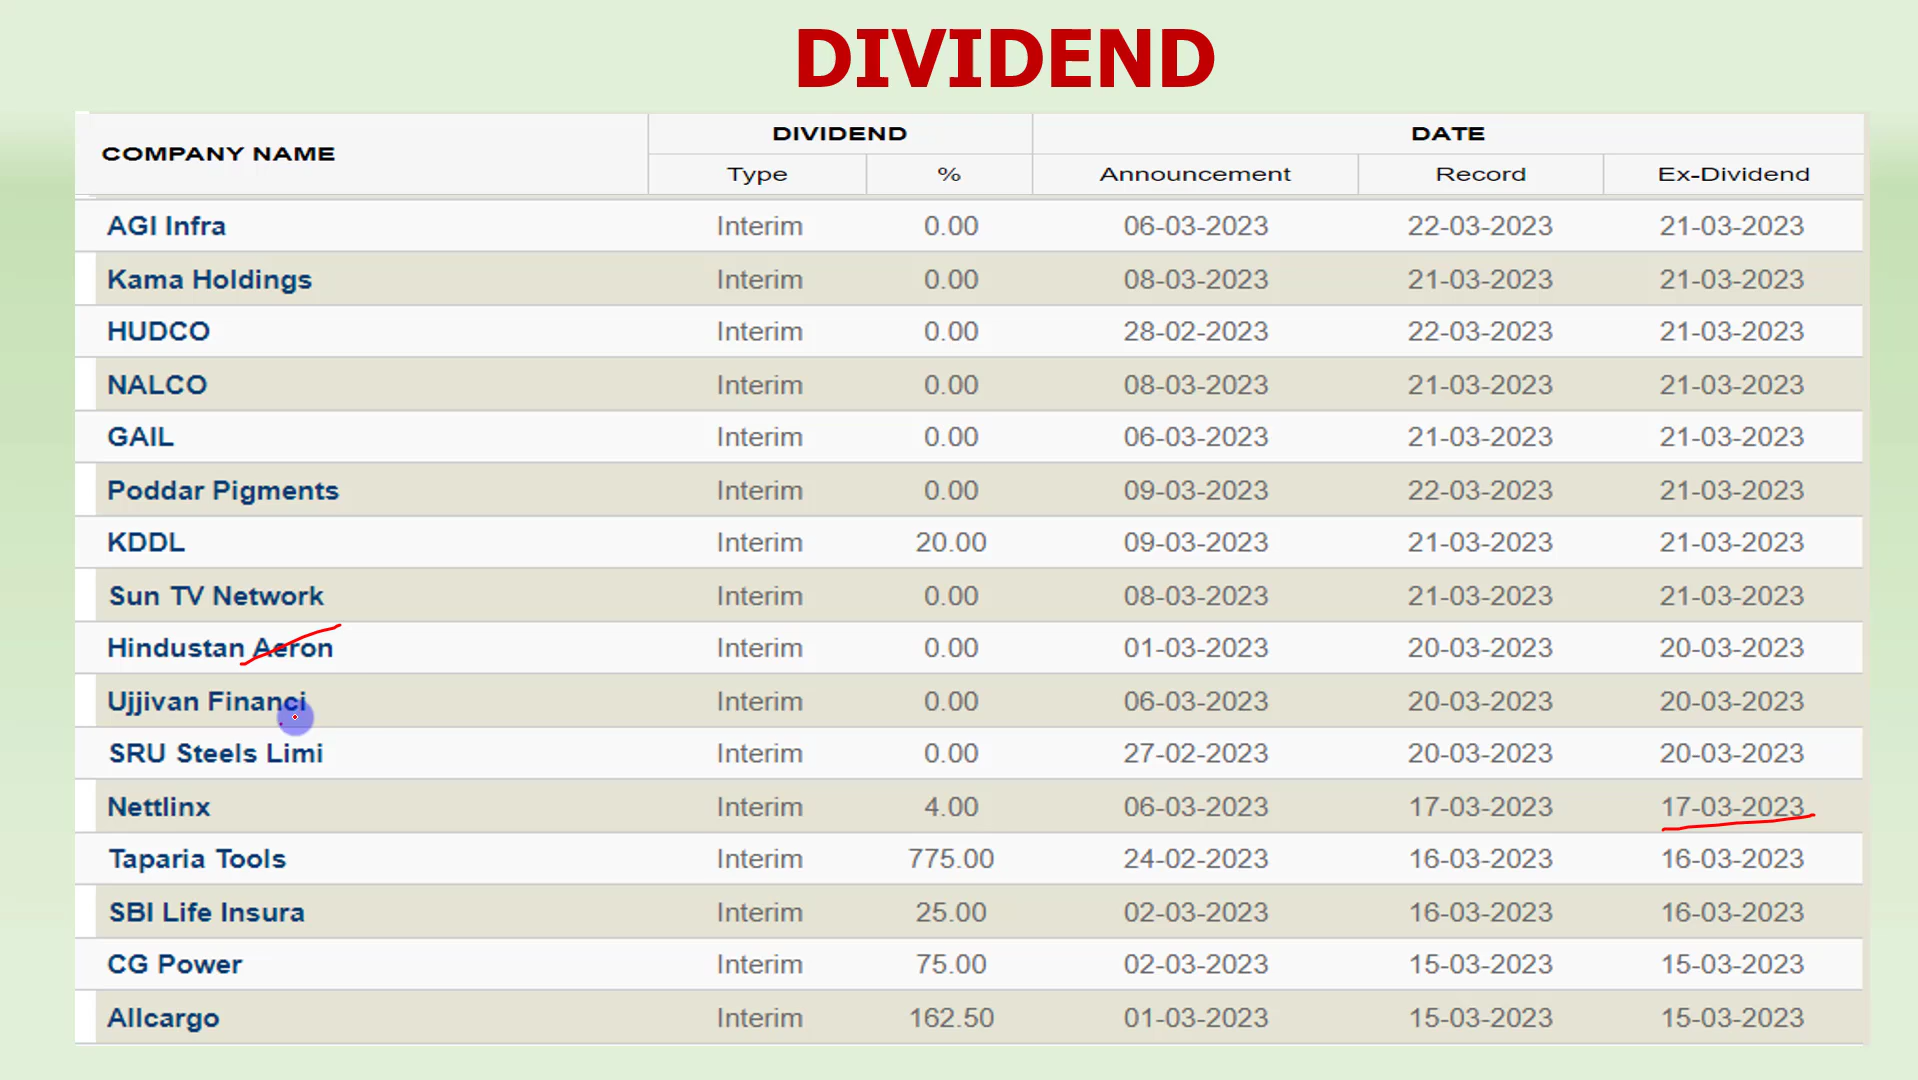 DIVIDEND
COMPANY NAME DIVIDEND DATE
Type % Announcement Record Ex-Dividend
AGI Infra Interim 0.00 06-03-2023 22-03-2023 21-03-2023
Kama Holdings Interim 0.00 08-03-2023 21-03-2023 21-03-2023
HUDCO Interim 0.00 28-02-2023 22-03-2023 21-03-2023
NALCO Interim 0.00 08-03-2023 21-03-2023 21-03-2023
GAIL Interim 0.00 06-03-2023 21-03-2023 21-03-2023
Poddar Pigments Interim 0.00 09-03-2023 22-03-2023 21-03-2023
KDDL Interim 20.00 09-03-2023 21-03-2023 21-03-2023
Sun TV Network Interim 0.00 08-03-2023 21-03-2023 21-03-2023
Hindustan Aeron Interim 0.00 01-03-2023 20-03-2023 20-03-2023
Ujjivan Financi Interim 0.00 06-03-2023 20-03-2023 20-03-2023
SRU Steels Limi Interim 0.00 27-02-2023 20-03-2023 20-03-2023
Nettlinx Interim 4.00 06-03-2023 17-03-2023 17-03-2023
Taparia Tools Interim 775.00 24-02-2023 16-03-2023 16-03-2023
SBI Life Insura Interim 25.00 02-03-2023 16-03-2023 16-03-2023
CG Power Interim 75.00 02-03-2023 15-03-2023 15-03-2023
Allcargo Interim 162.50 01-03-2023 15-03-2023 15-03-2023